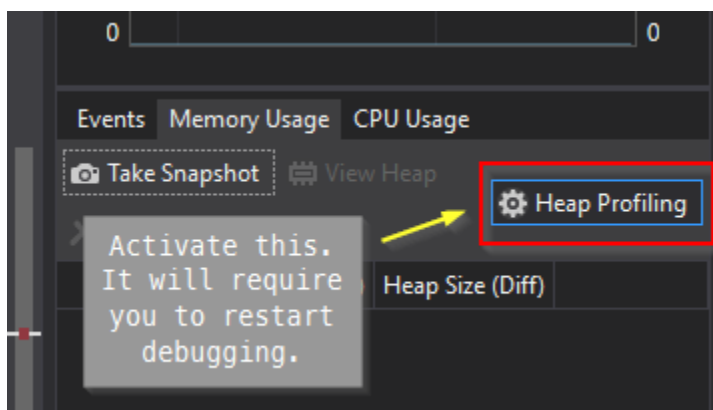 0 0
Events Memory Usage CPU Usage
Take Snapshot View Heap
Heap Profiling
Activate this.
It will require
you to restart
debugging.
Heap Size (Diff)